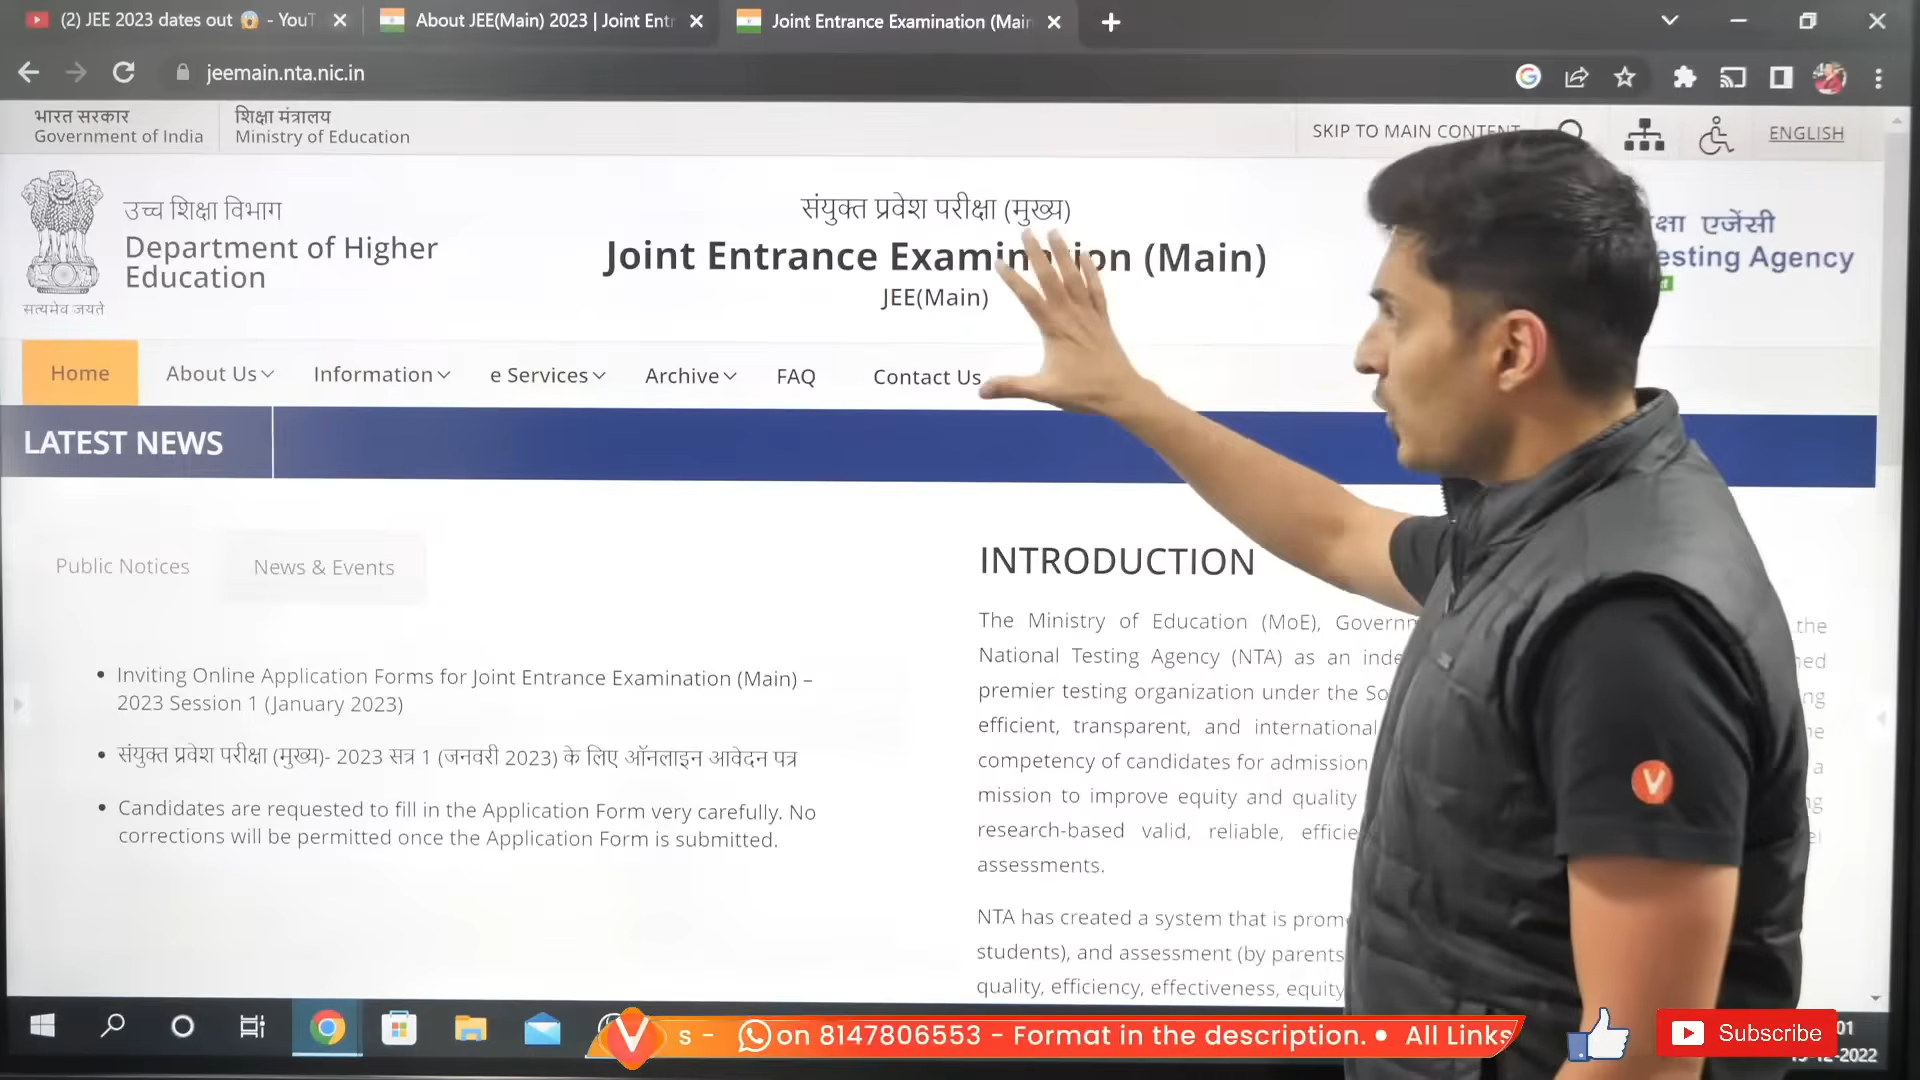 (2) JEE 2023 dates out 😱 - YouT
About JEE(Main) 2023 | Joint Entr
Joint Entrance Examination (Main
jeemain.nta.nic.in
भारत सरकार
Government of India
शिक्षा मंत्रालय
Ministry of Education
SKIP TO MAIN CONTENT
ENGLISH
उच्च शिक्षा विभाग
Department of Higher
Education
सत्यमेव जयते
संयुक्त प्रवेश परीक्षा (मुख्य)
Joint Entrance Examination (Main)
JEE(Main)
एजेंसी
esting Agency
Home
About Us
Information
e Services
Archive
FAQ
Contact Us
LATEST NEWS
Public Notices
News & Events
Inviting Online Application Forms for Joint Entrance Examination (Main) –
2023 Session 1 (January 2023)
संयुक्त प्रवेश परीक्षा (मुख्य)- 2023 सत्र 1 (जनवरी 2023) के लिए ऑनलाइन आवेदन पत्र
Candidates are requested to fill in the Application Form very carefully. No
corrections will be permitted once the Application Form is submitted.
INTRODUCTION
The Ministry of Education (MoE), Governm the
National Testing Agency (NTA) as an inde
premier testing organization under the So
efficient, transparent, and international
competency of candidates for admission a
mission to improve equity and quality
research-based valid, reliable, efficie
assessments.
NTA has created a system that is prom
students), and assessment (by parents
quality, efficiency, effectiveness, equity
V
V
s - on 8147806553 - Format in the description. • All Links
Subscribe
01
-12-2022